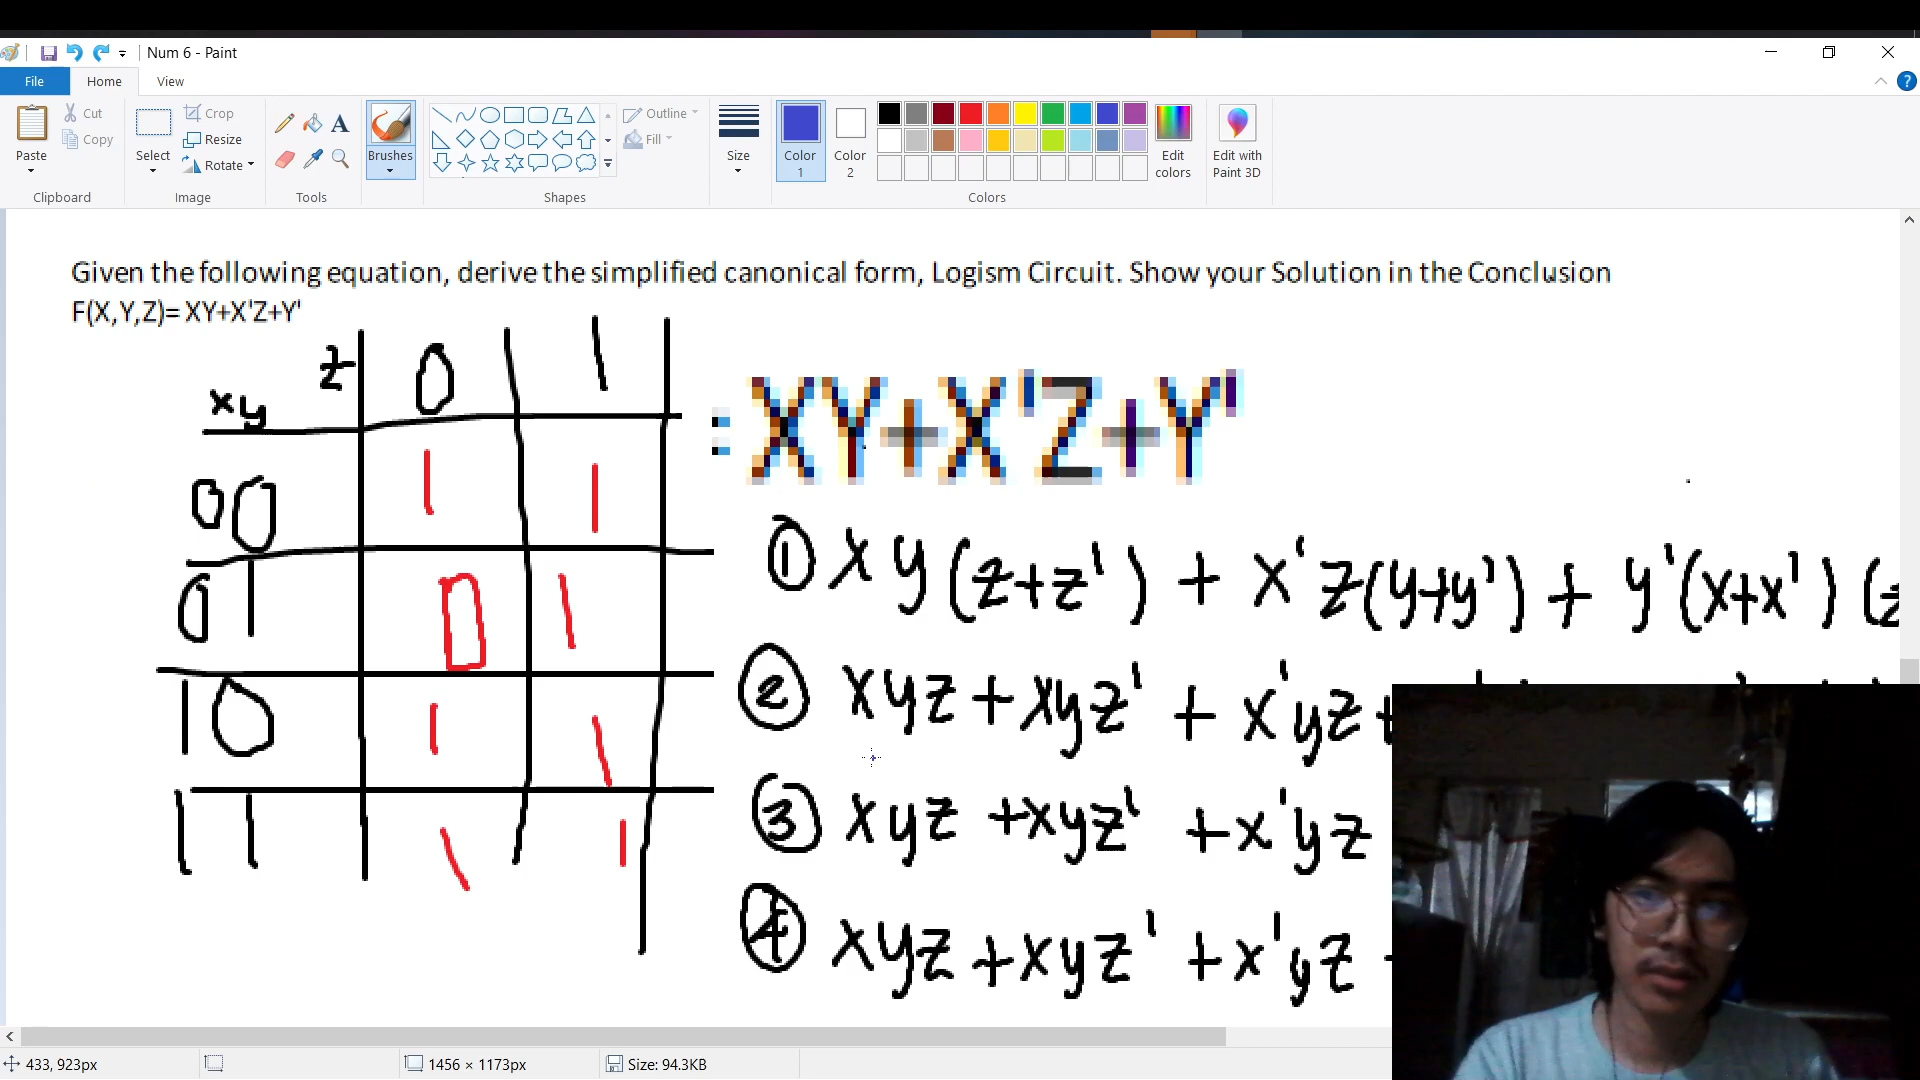 Num 6 - Paint
File Home View
Paste
Cut
Copy
Clipboard
Select
Crop
Resize
Rotate
Image
A
Tools
Brushes
Shapes
Outline
Fill
Size
Color 1
Color 2
Colors
Edit colors
Edit with Paint 3D
Given the following equation, derive the simplified canonical form, Logism Circuit. Show your Solution in the Conclusion
F(X,Y,Z)= XY+X'Z+Y'
z 0 1
xy
00 1 1
01 0 1
10 1 1
11 1 1
=XY+X'Z+Y'
1 xy(z+z') + x'z(y+y') + y'(x+x') (z
2 xyz + xyz' + x'yz +
3 xyz +xyz' +x'yz
4 xyz +xyz' +x'yz
433, 923px
1456 × 1173px
Size: 94.3KB